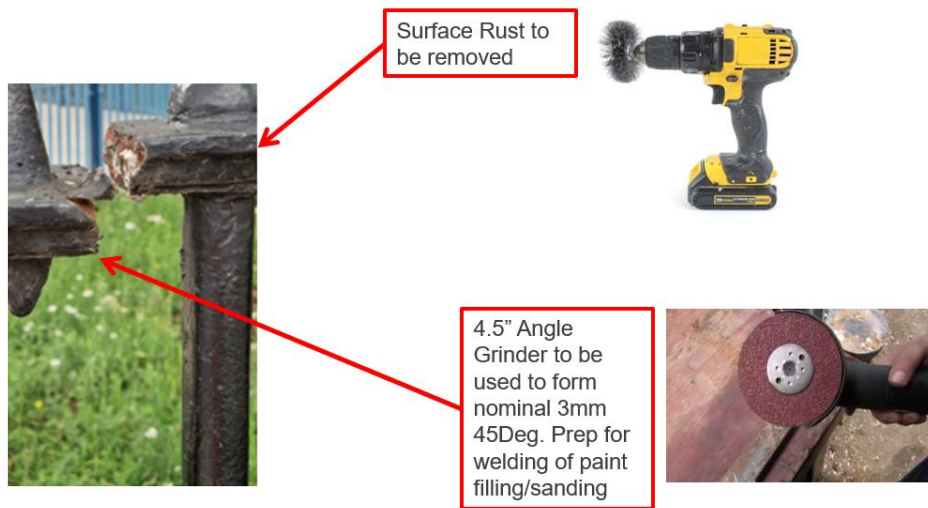 Surface Rust to
be removed
4.5” Angle
Grinder to be
used to form
nominal 3mm
45Deg. Prep for
welding of paint
filling/sanding